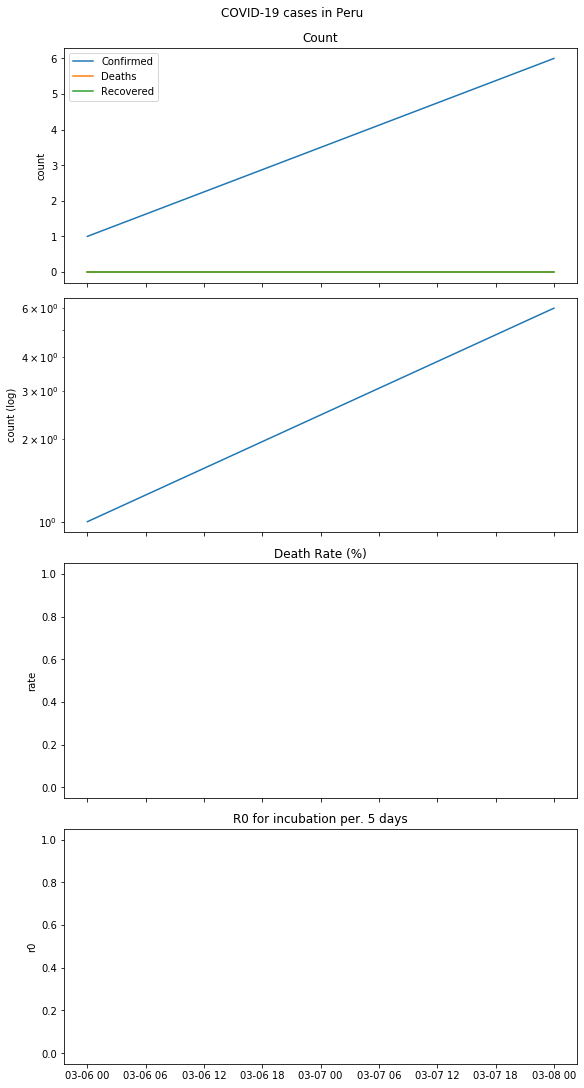 COVID-19 cases in Peru
Count
Confirmed
Deaths
Recovered
6
5
4
3
2
1
0
count
6 × 10⁰
4 × 10⁰
3 × 10⁰
2 × 10⁰
10⁰
count (log)
Death Rate (%)
1.0
0.8
0.6
0.4
0.2
0.0
rate
R0 for incubation per. 5 days
1.0
0.8
0.6
0.4
0.2
0.0
r0
03-06 00 03-06 06 03-06 12 03-06 18 03-07 00 03-07 06 03-07 12 03-07 18 03-08 00